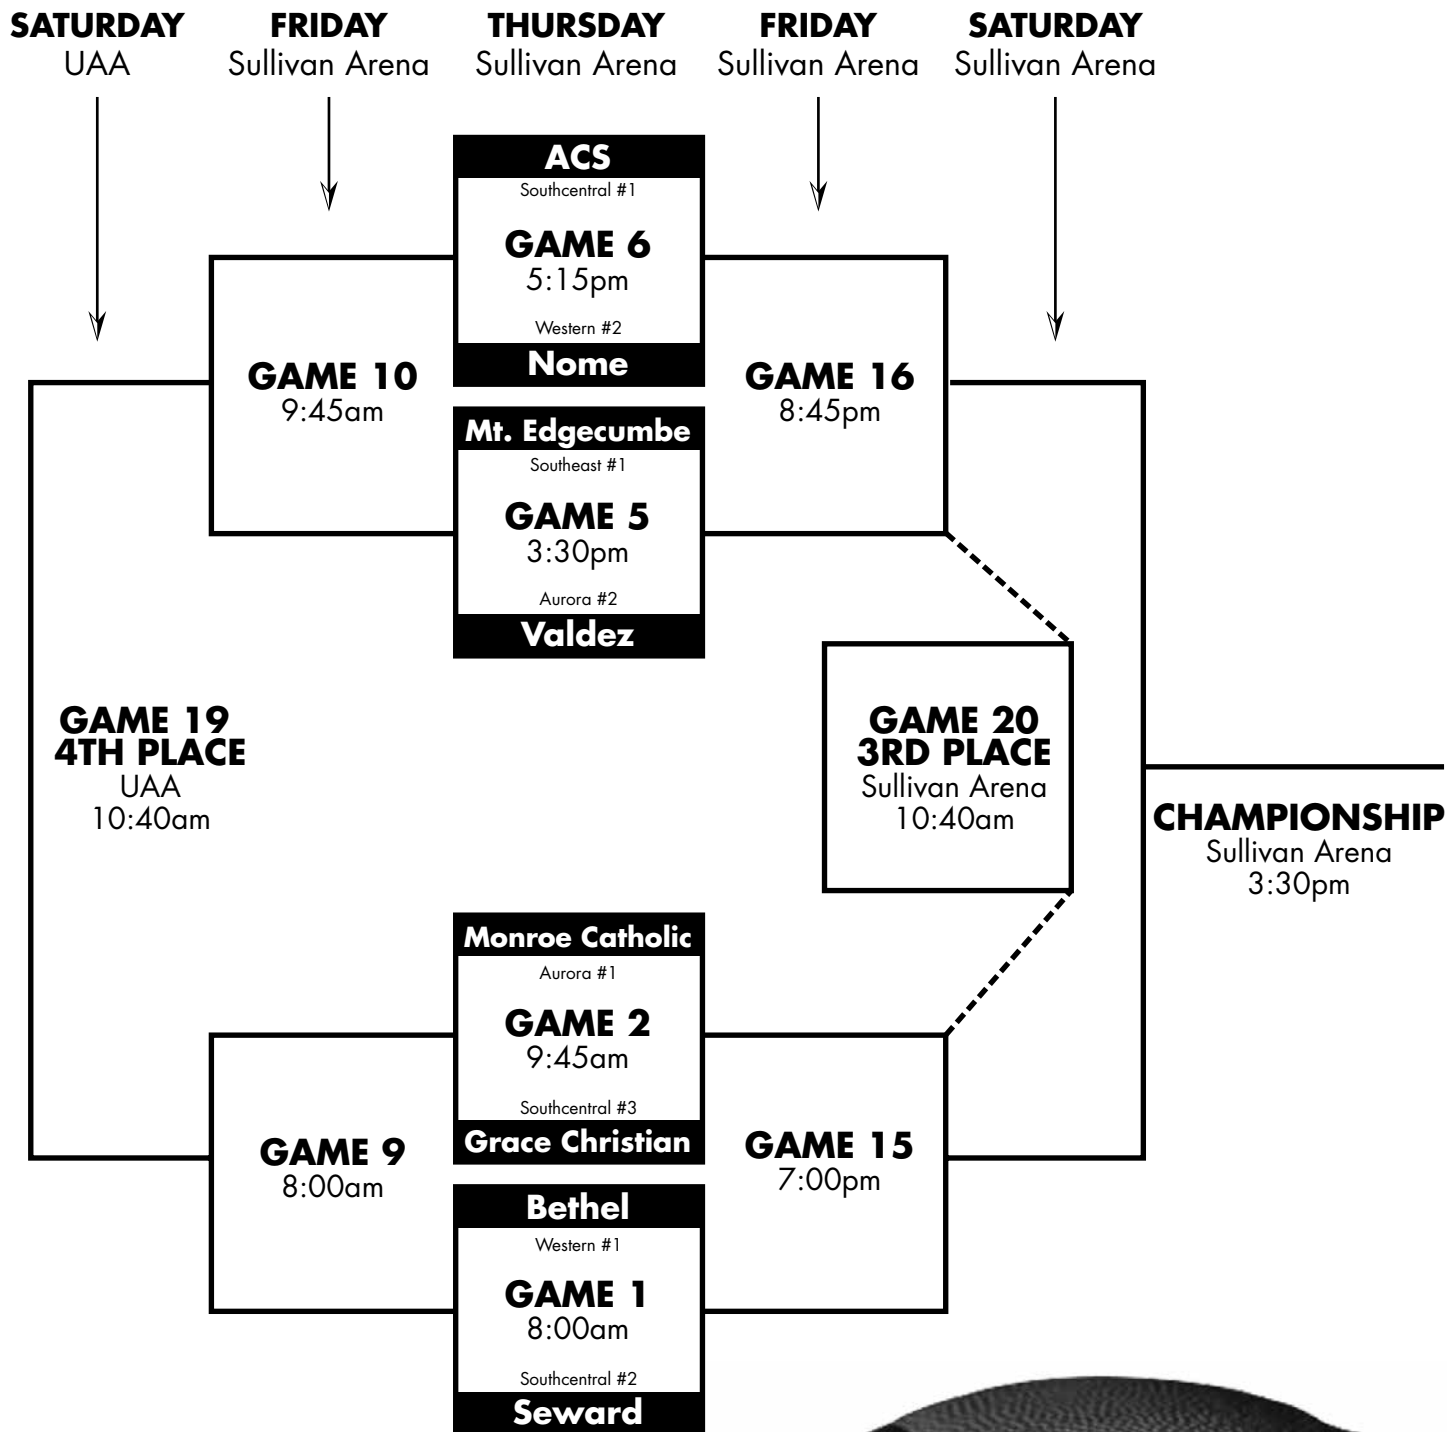 SATURDAY
UAA
FRIDAY
Sullivan Arena
THURSDAY
Sullivan Arena
FRIDAY
Sullivan Arena
SATURDAY
Sullivan Arena
ACS
Southcentral #1
GAME 6
5:15pm
Western #2
Nome
GAME 10
9:45am
GAME 16
8:45pm
Mt. Edgecumbe
Southeast #1
GAME 5
3:30pm
Aurora #2
Valdez
GAME 19
4TH PLACE
UAA
10:40am
GAME 20
3RD PLACE
Sullivan Arena
10:40am
CHAMPIONSHIP
Sullivan Arena
3:30pm
Monroe Catholic
Aurora #1
GAME 2
9:45am
Southcentral #3
Grace Christian
GAME 9
8:00am
GAME 15
7:00pm
Bethel
Western #1
GAME 1
8:00am
Southcentral #2
Seward